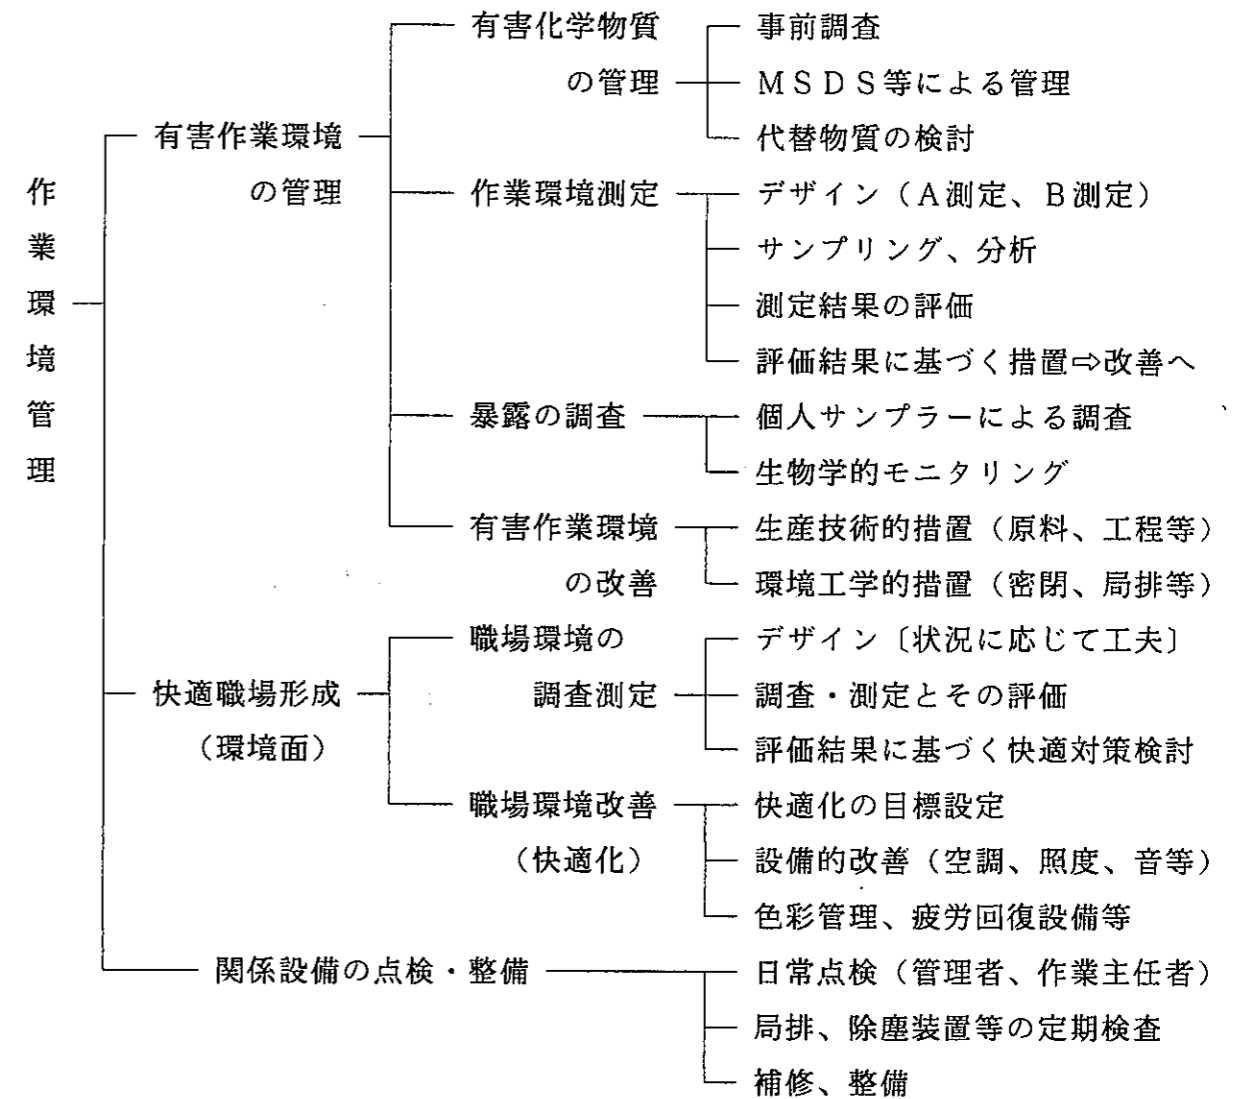 作業環境管理
有害作業環境
の管理
有害化学物質
の管理
事前調査
ＭＳＤＳ等による管理
代替物質の検討
作業環境測定
デザイン（Ａ測定、Ｂ測定）
サンプリング、分析
測定結果の評価
評価結果に基づく措置⇨改善へ
暴露の調査
個人サンプラーによる調査
生物学的モニタリング
有害作業環境
の改善
生産技術的措置（原料、工程等）
環境工学的措置（密閉、局排等）
快適職場形成
（環境面）
職場環境の
調査測定
デザイン〔状況に応じて工夫〕
調査・測定とその評価
評価結果に基づく快適対策検討
職場環境改善
（快適化）
快適化の目標設定
設備的改善（空調、照度、音等）
色彩管理、疲労回復設備等
関係設備の点検・整備
日常点検（管理者、作業主任者）
局排、除塵装置等の定期検査
補修、整備